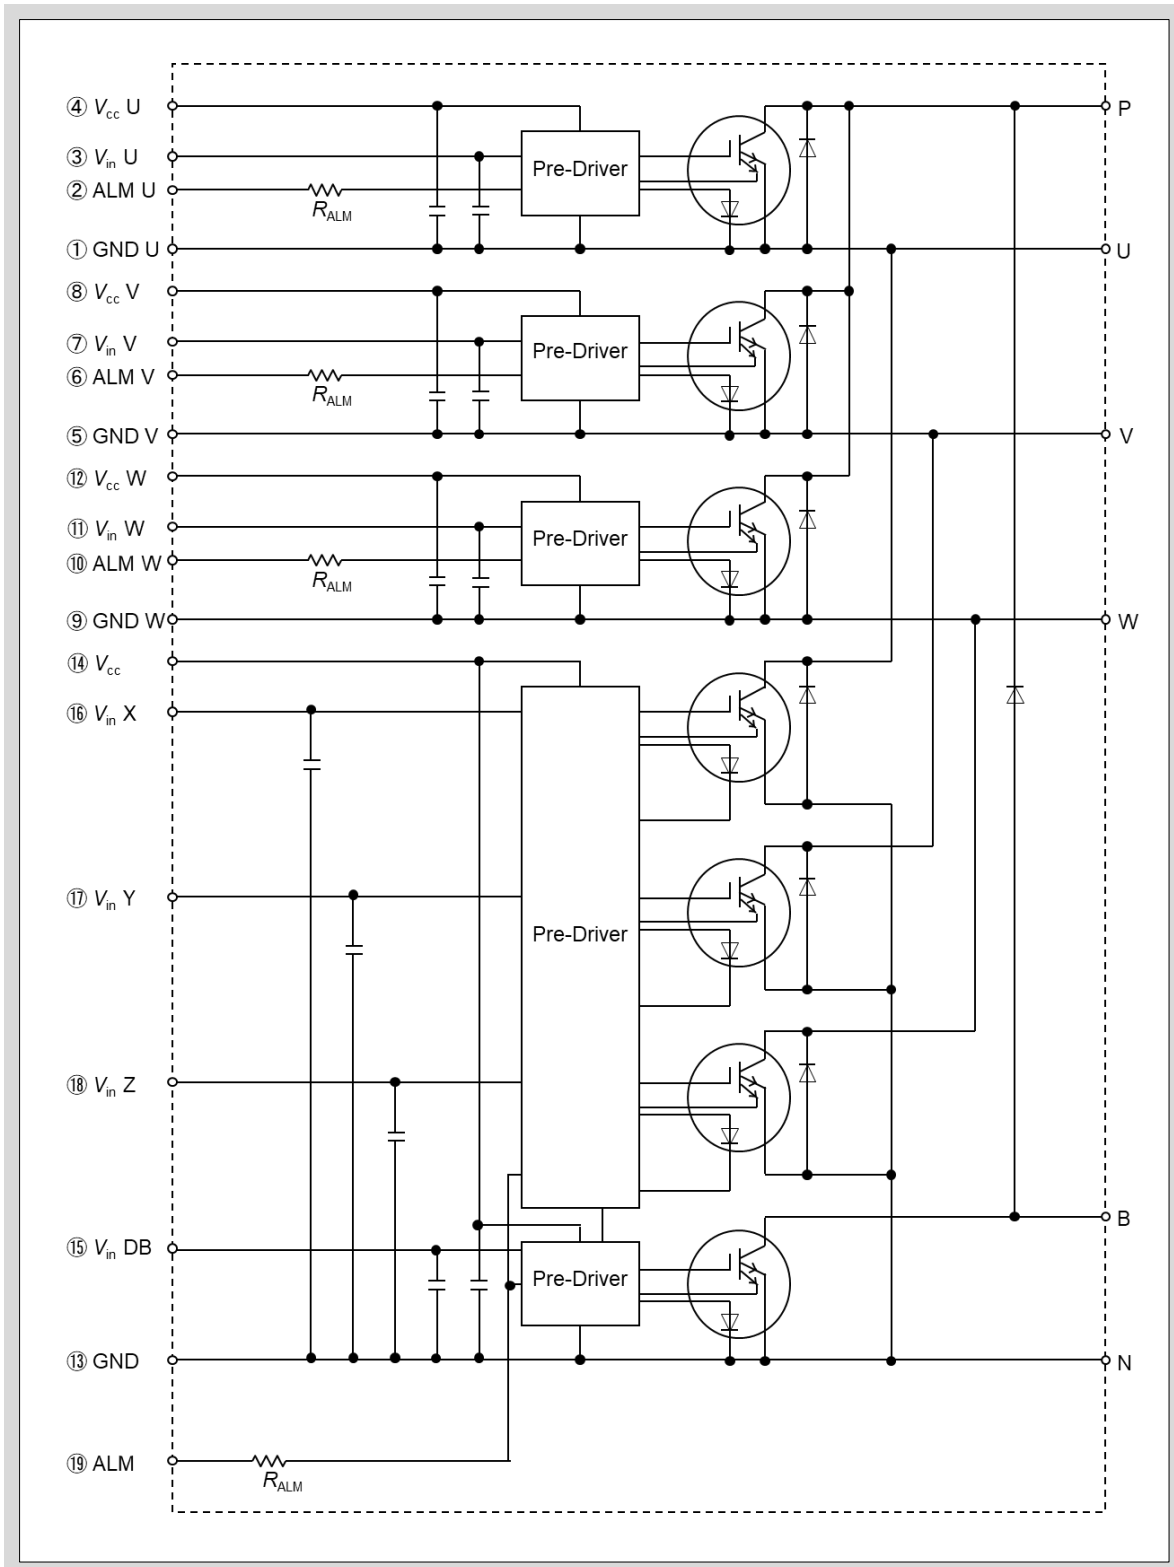 ④ Vcc U
P
③ Vin U
Pre-Driver
② ALM U
RALM
① GND U
U
⑧ Vcc V
⑦ Vin V
Pre-Driver
⑥ ALM V
RALM
⑤ GND V
V
⑫ Vcc W
⑪ Vin W
Pre-Driver
⑩ ALM W
RALM
⑨ GND W
W
⑭ Vcc
⑯ Vin X
⑰ Vin Y
Pre-Driver
⑱ Vin Z
B
⑮ Vin DB
Pre-Driver
⑬ GND
N
⑲ ALM
RALM